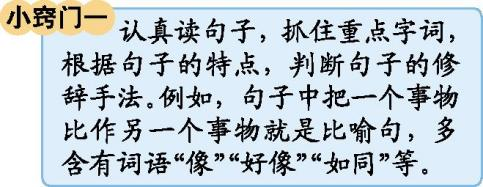 小窍门一
认真读句子，抓住重点字词，
根据句子的特点，判断句子的修
辞手法。例如，句子中把一个事物
比作另一个事物就是比喻句，多
含有词语“像”“好像”“如同”等。